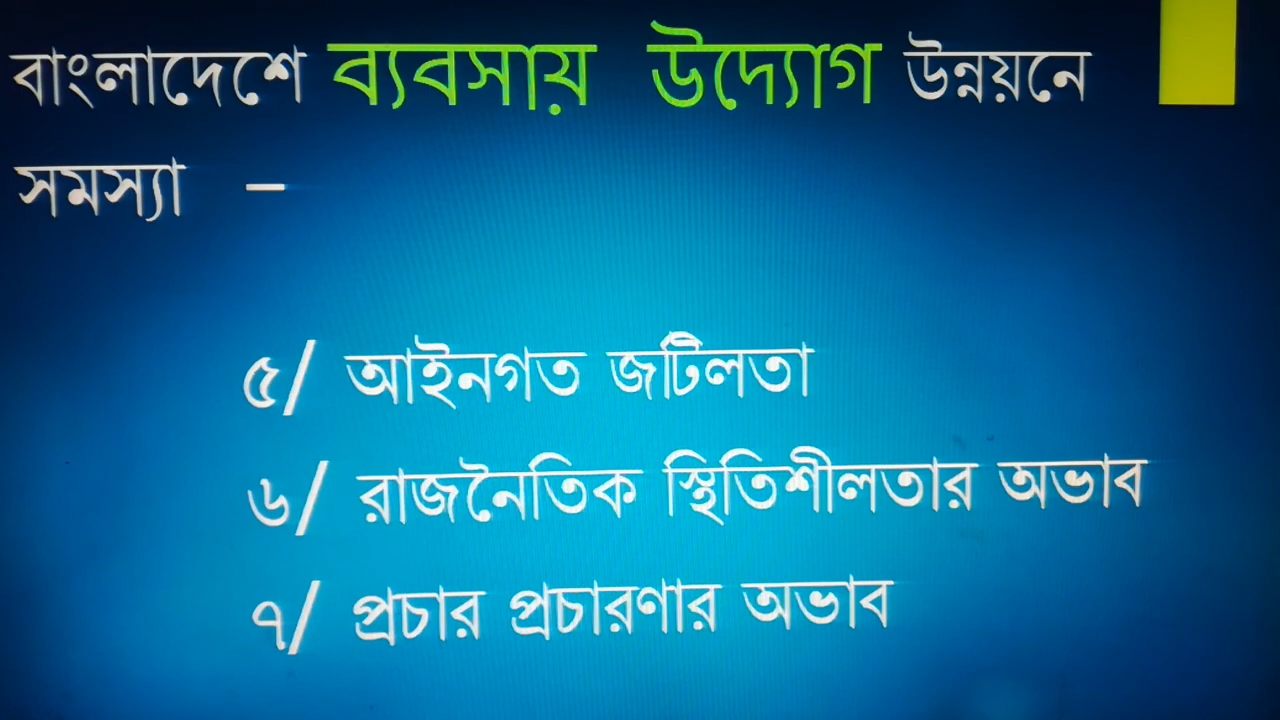 বাংলাদেশে ব্যবসায় উদ্যোগ উন্নয়নে
সমস্যা –
৫/ আইনগত জটিলতা
৬/ রাজনৈতিক স্থিতিশীলতার অভাব
৭/ প্রচার প্রচারণার অভাব